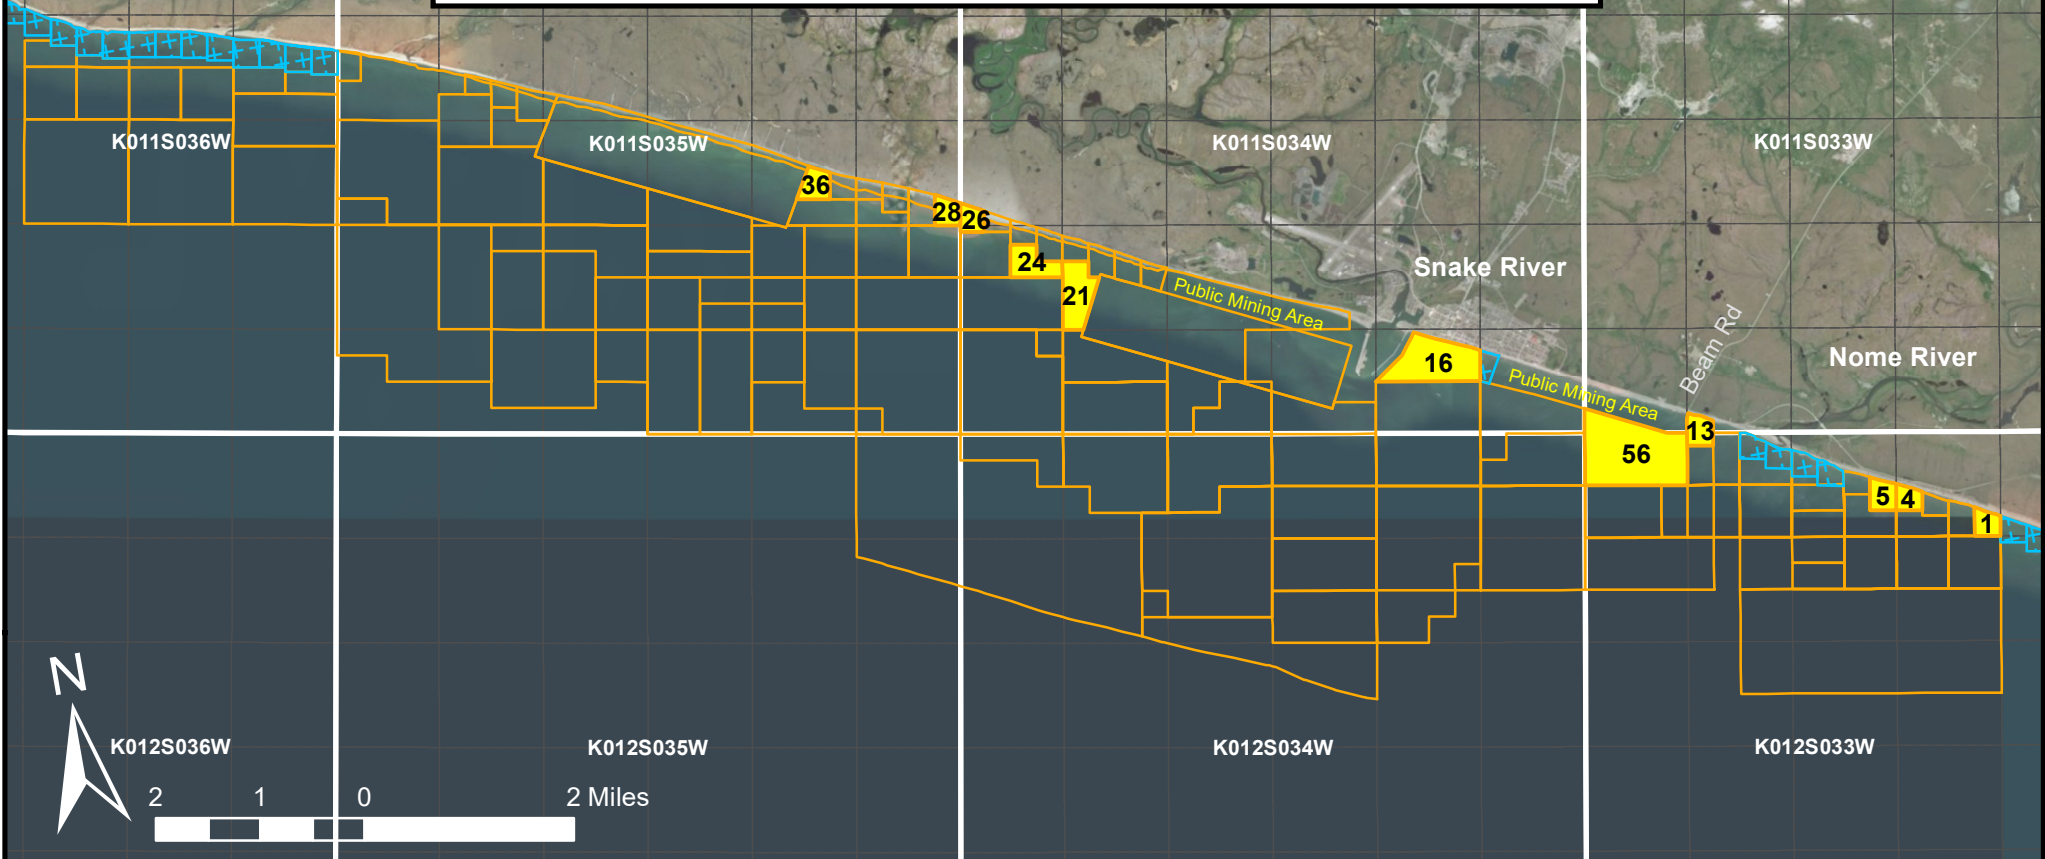 K011S036W
K011S035W
K011S034W
K011S033W
36
28
26
24
21
Snake River
Public Mining Area
Beam Rd
Nome River
16
Public Mining Area
13
56
5
4
1
N
K012S036W
K012S035W
K012S034W
K012S033W
2 1 0 2 Miles